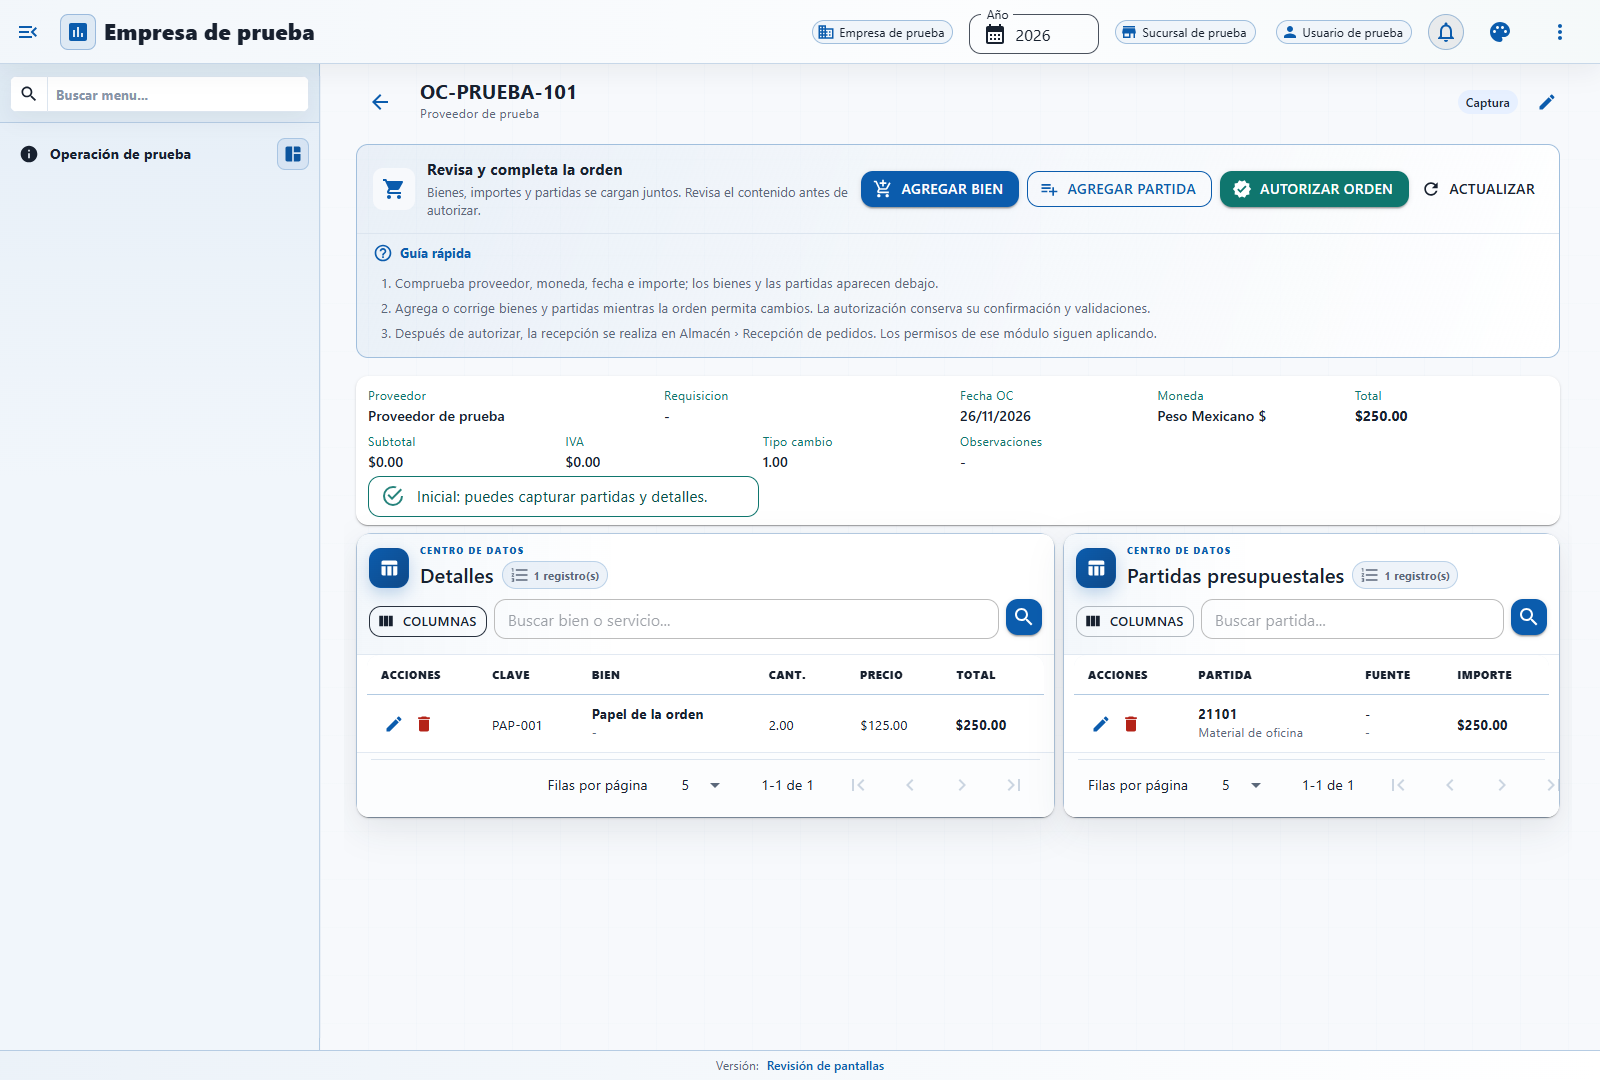 Empresa de prueba
Empresa de prueba
Año
2026
Sucursal de prueba
Usuario de prueba
Buscar menu...
Operación de prueba
OC-PRUEBA-101
Proveedor de prueba
Captura
Revisa y completa la orden
Bienes, importes y partidas se cargan juntos. Revisa el contenido antes de
autorizar.
AGREGAR BIEN
AGREGAR PARTIDA
AUTORIZAR ORDEN
ACTUALIZAR
Guía rápida
1. Comprueba proveedor, moneda, fecha e importe; los bienes y las partidas aparecen debajo.
2. Agrega o corrige bienes y partidas mientras la orden permita cambios. La autorización conserva su confirmación y validaciones.
3. Después de autorizar, la recepción se realiza en Almacén › Recepción de pedidos. Los permisos de ese módulo siguen aplicando.
Proveedor Requisicion Fecha OC Moneda Total
Proveedor de prueba - 26/11/2026 Peso Mexicano $ $250.00
Subtotal IVA Tipo cambio Observaciones
$0.00 $0.00 1.00 -
Inicial: puedes capturar partidas y detalles.
CENTRO DE DATOS
Detalles 1 registro(s)
COLUMNAS Buscar bien o servicio...
ACCIONES CLAVE BIEN CANT. PRECIO TOTAL
PAP-001 Papel de la orden 2.00 $125.00 $250.00
-
Filas por página 5 1-1 de 1
CENTRO DE DATOS
Partidas presupuestales 1 registro(s)
COLUMNAS Buscar partida...
ACCIONES PARTIDA FUENTE IMPORTE
21101 - $250.00
Material de oficina -
Filas por página 5 1-1 de 1
Versión: Revisión de pantallas